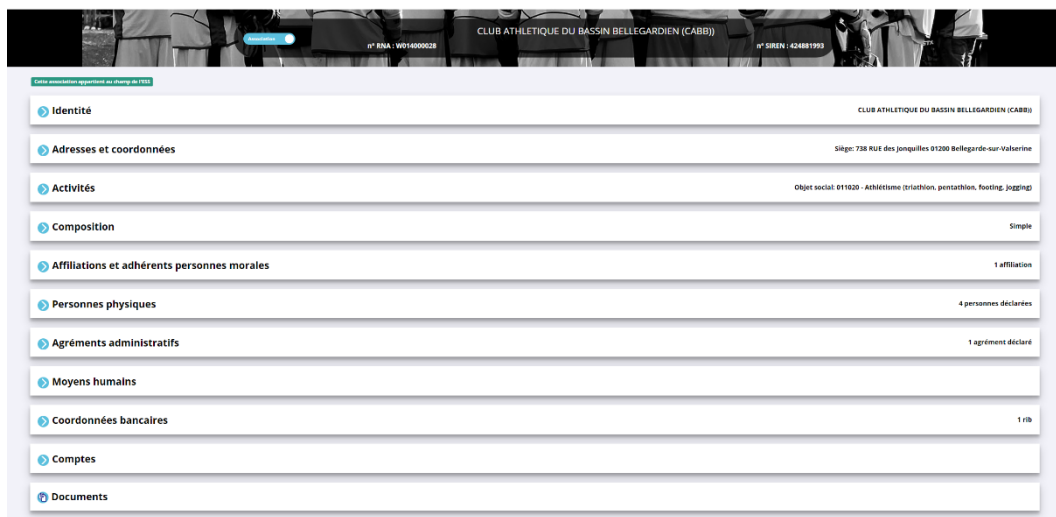 Association
CLUB ATHLETIQUE DU BASSIN BELLEGARDIEN (CABB))
n° RNA : W014000028
n° SIREN : 424881993
Cette association appartient au champ de l'ESS
Identité
CLUB ATHLETIQUE DU BASSIN BELLEGARDIEN (CABB))
Adresses et coordonnées
Siège: 738 RUE des Jonquilles 01200 Bellegarde-sur-Valserine
Activités
Objet social: 011020 - Athlétisme (triathlon, pentathlon, footing, jogging)
Composition
Simple
Affiliations et adhérents personnes morales
1 affiliation
Personnes physiques
4 personnes déclarées
Agréments administratifs
1 agrément déclaré
Moyens humains
Coordonnées bancaires
1 rib
Comptes
Documents